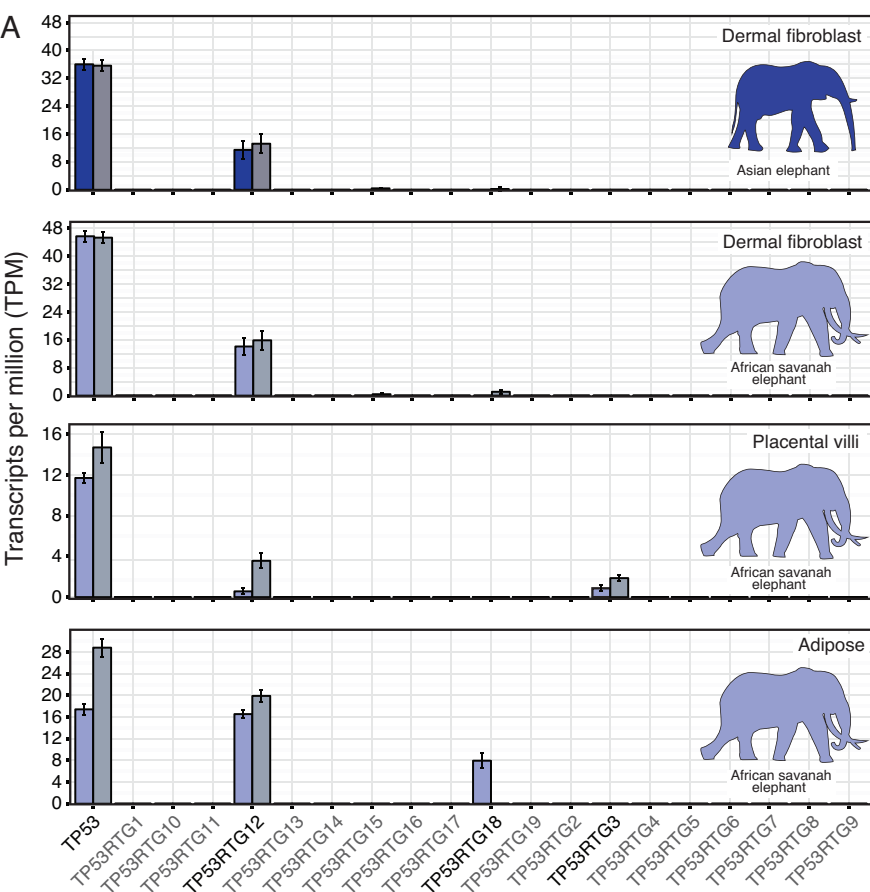 A
Transcripts per million (TPM)
48
40
32
24
16
8
0
Dermal fibroblast
Asian elephant
48
40
32
24
16
8
0
Dermal fibroblast
African savanah
elephant
16
12
8
4
0
Placental villi
African savanah
elephant
28
24
20
16
12
8
4
0
Adipose
African savanah
elephant
TP53
TP53RTG1
TP53RTG10
TP53RTG11
TP53RTG12
TP53RTG13
TP53RTG14
TP53RTG15
TP53RTG16
TP53RTG17
TP53RTG18
TP53RTG19
TP53RTG2
TP53RTG3
TP53RTG4
TP53RTG5
TP53RTG6
TP53RTG7
TP53RTG8
TP53RTG9